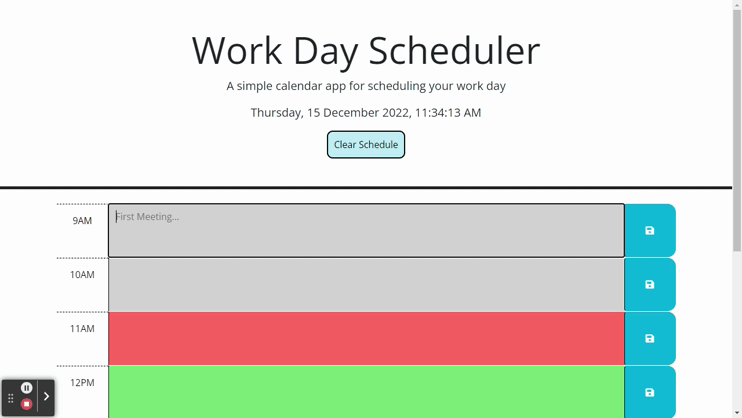 Work Day Scheduler
A simple calendar app for scheduling your work day
Thursday, 15 December 2022, 11:34:13 AM
Clear Schedule
9AM
First Meeting...
10AM
11AM
12PM